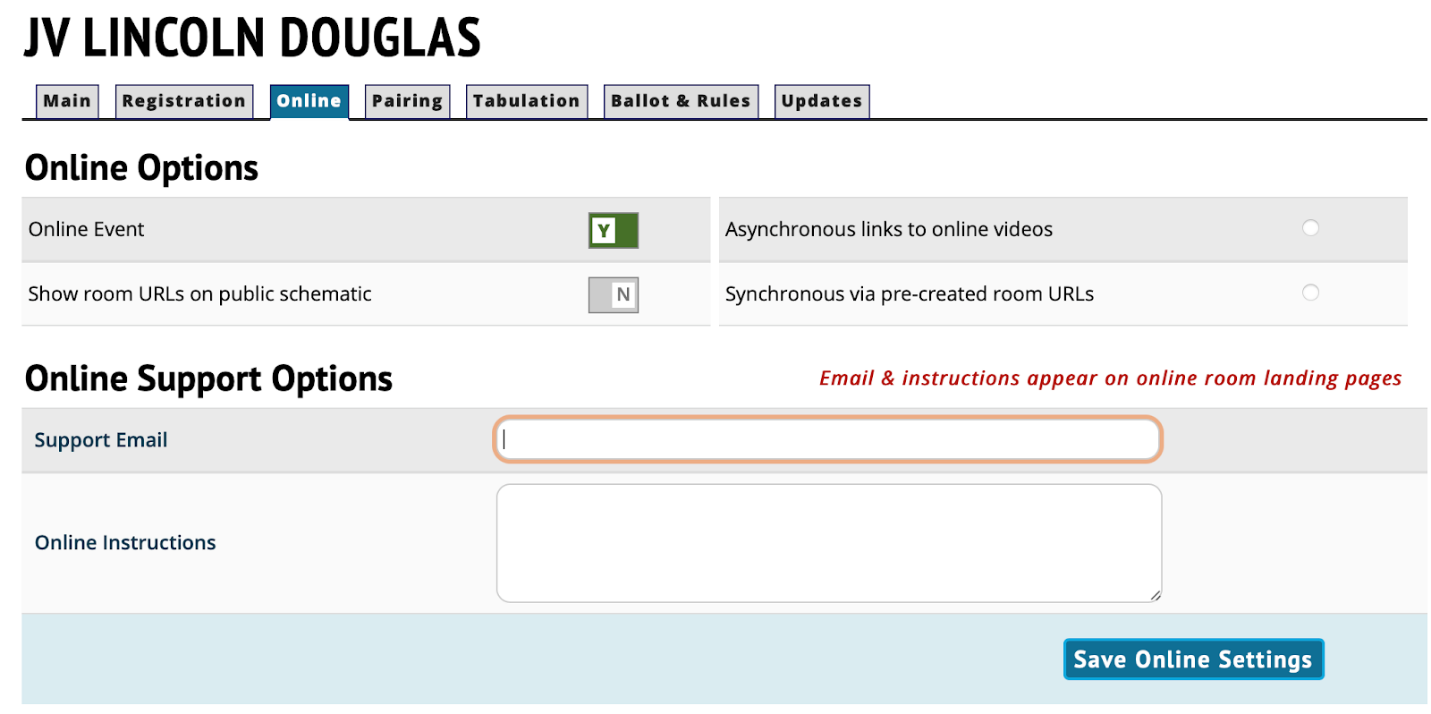 JV LINCOLN DOUGLAS
Main Registration Online Pairing Tabulation Ballot & Rules Updates
Online Options
Online Event Y Asynchronous links to online videos
Show room URLs on public schematic N Synchronous via pre-created room URLs
Online Support Options Email & instructions appear on online room landing pages
Support Email
Online Instructions
Save Online Settings